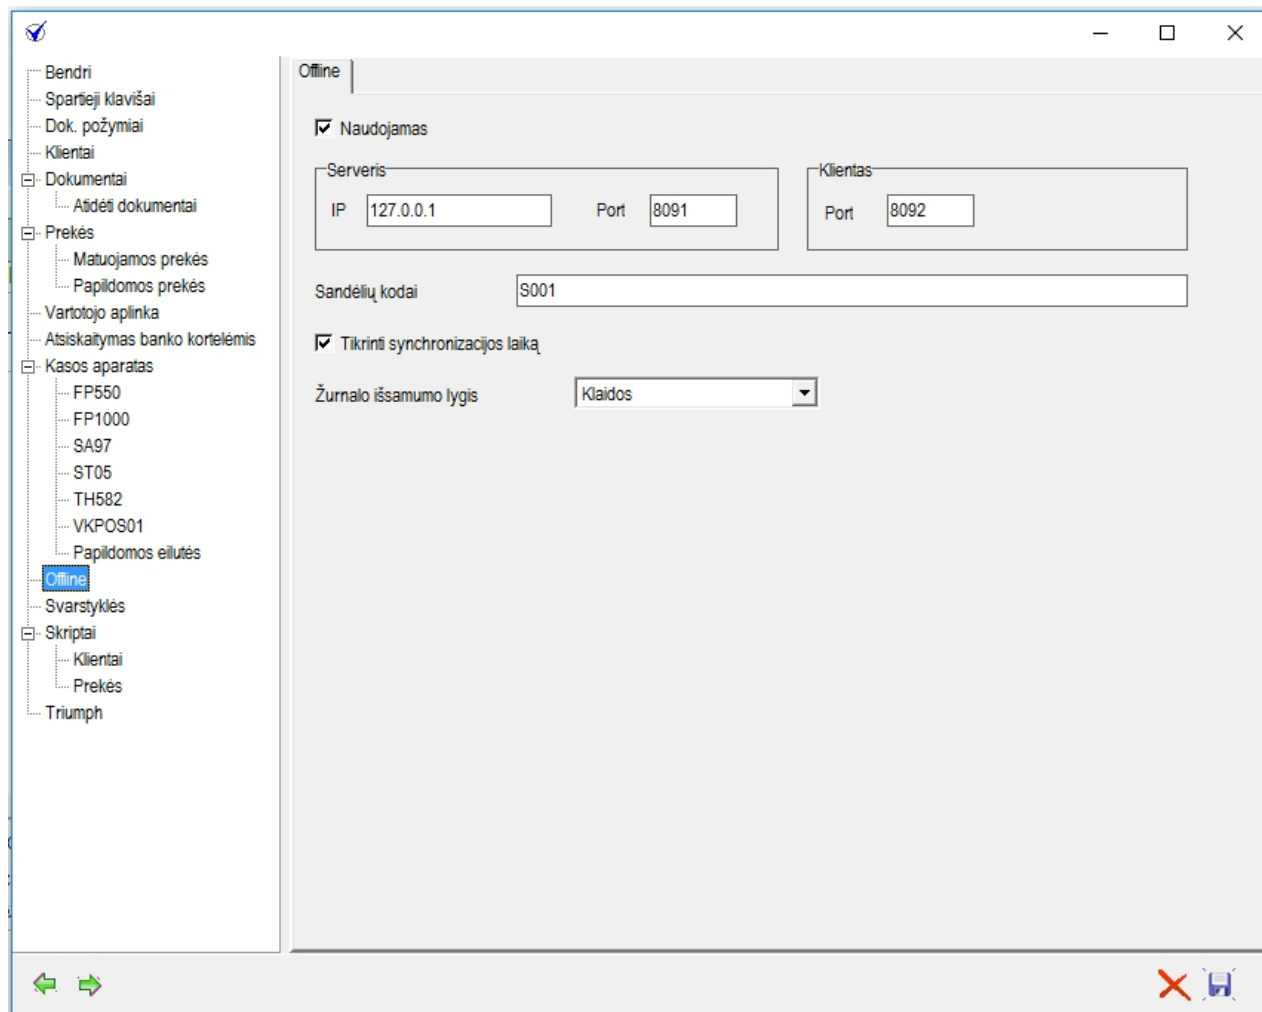 Bendri
Spartieji klavišai
Dok. požymiai
Klientai
Dokumentai
Atidėti dokumentai
Prekės
Matuojamos prekės
Papildomos prekės
Vartotojo aplinka
Atsiskaitymas banko kortelėmis
Kasos aparatas
FP550
FP1000
SA97
ST05
TH582
VKPOS01
Papildomos eilutės
Offline
Svarstyklės
Skriptai
Klientai
Prekės
Triumph
Offline
Naudojamas
Serveris
IP 127.0.0.1 Port 8091
Klientas
Port 8092
Sandėlių kodai S001
Tikrinti synchronizacijos laiką
Žurnalo išsamumo lygis Klaidos